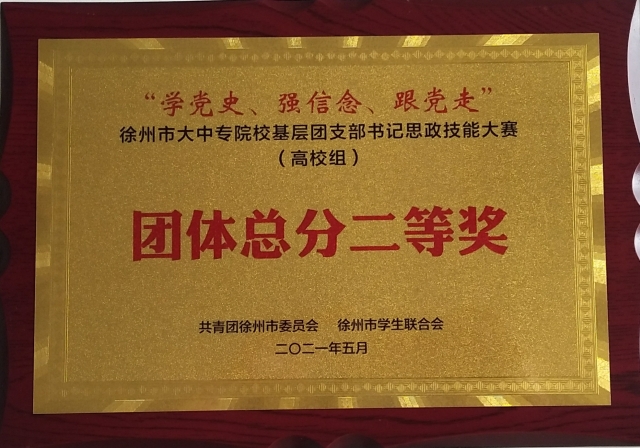 “学党史、强信念、跟党走”
徐州市大中专院校基层团支部书记思政技能大赛
（高校组）
团体总分二等奖
共青团徐州市委员会 徐州市学生联合会
二〇二一年五月